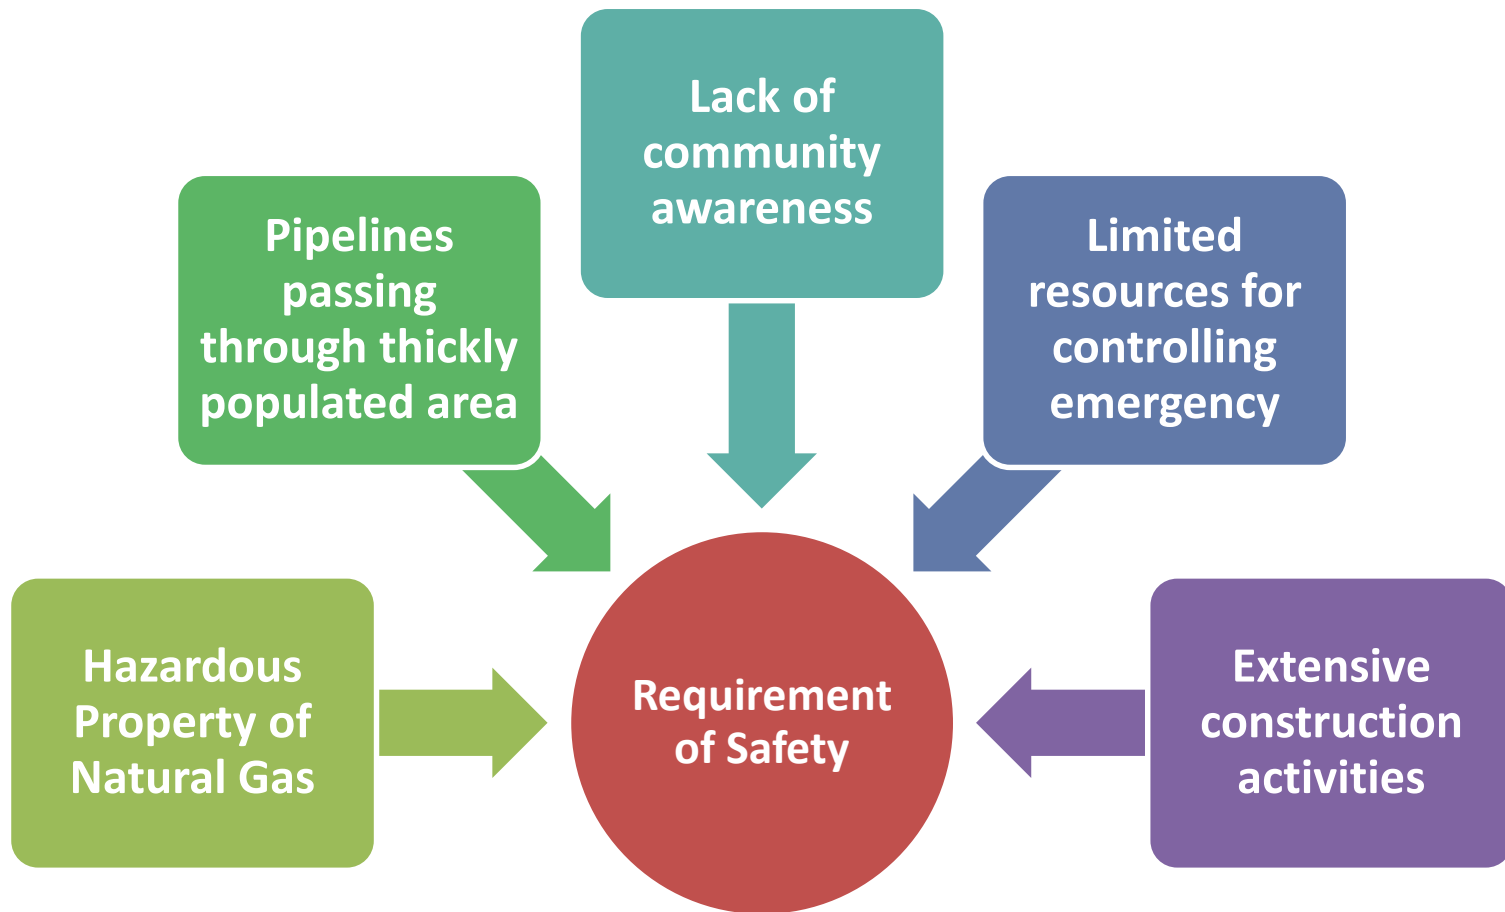 Lack of
community
awareness
Pipelines
passing
through thickly
populated area
Limited
resources for
controlling
emergency
Hazardous
Property of
Natural Gas
Requirement
of Safety
Extensive
construction
activities